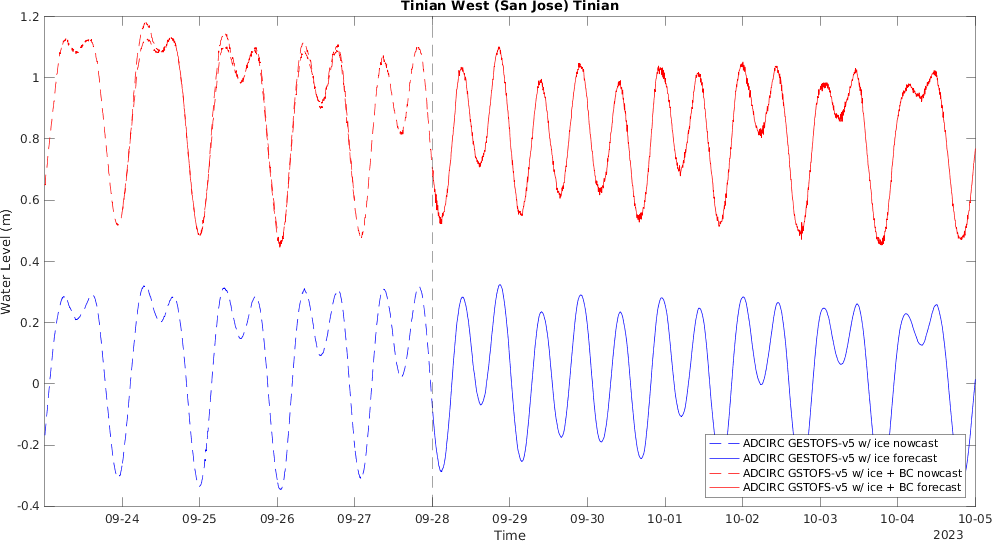 Tinian West (San Jose) Tinian
1.2
1
0.8
0.6
0.4
0.2
0
-0.2
-0.4
Water Level (m)
ADCIRC GESTOFS-v5 w/ ice nowcast
ADCIRC GESTOFS-v5 w/ ice forecast
ADCIRC GSTOFS-v5 w/ ice + BC nowcast
ADCIRC GSTOFS-v5 w/ ice + BC forecast
09-24 09-25 09-26 09-27 09-28 09-29 09-30 10-01 10-02 10-03 10-04 10-05
Time
2023